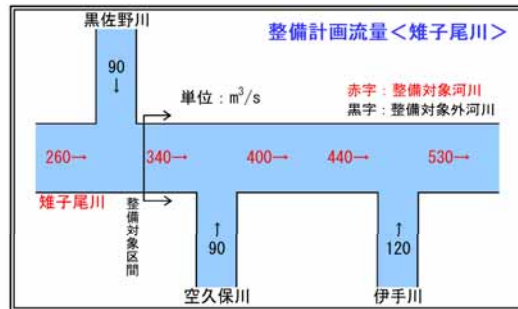 黒佐野川
整備計画流量＜雉子尾川＞
90
↓
単位：m³/s
赤字：整備対象河川
黒字：整備対象外河川
260→
340→
400→
440→
530→
雉子尾川
整備対象区間
↑
90
↑
120
空久保川
伊手川